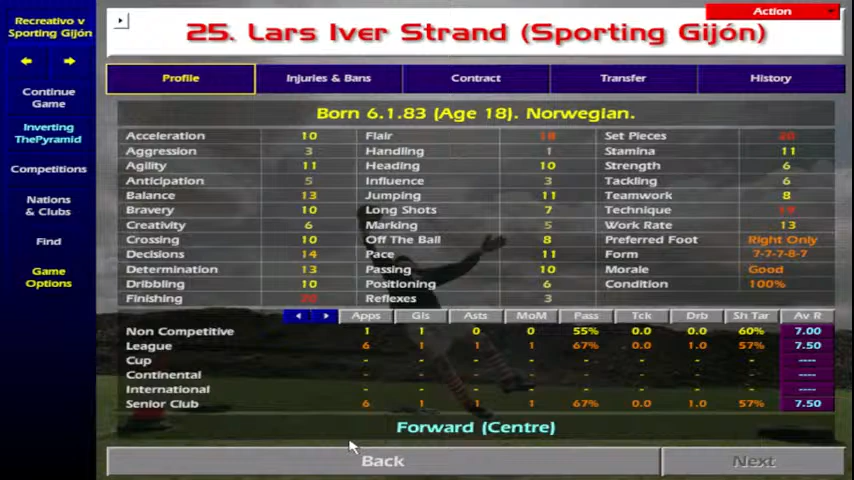 Recreativo v
Sporting Gijón
Continue
Game
Inverting
ThePyramid
Competitions
Nations
& Clubs
Find
Game
Options
Action
25. Lars Iver Strand (Sporting Gijón)
Profile Injuries & Bans Contract Transfer History
Born 6.1.83 (Age 18). Norwegian.
Acceleration 10 Flair 18 Set Pieces 20
Aggression 3 Handling 1 Stamina 11
Agility 11 Heading 10 Strength 6
Anticipation 5 Influence 3 Tackling 6
Balance 13 Jumping 11 Teamwork 8
Bravery 10 Long Shots 7 Technique
Creativity 6 Marking 5 Work Rate 13
Crossing 10 Off The Ball 8 Preferred Foot Right Only
Decisions 14 Pace 11 Form 7-7-7-8-7
Determination 13 Passing 10 Morale Good
Dribbling 10 Positioning 6 Condition 100%
Finishing 20 Reflexes 3
Apps Gls Asts MoM Pass Tck Drb Sh Tar Av R
Non Competitive 1 1 0 0 55% 0.0 0.0 60% 7.00
League 6 1 1 1 67% 0.0 1.0 57% 7.50
Cup - - - - - - - - ----
Continental - - - - - - - - ----
International - - - - - - - - ----
Senior Club 6 1 1 1 67% 0.0 1.0 57% 7.50
Forward (Centre)
Back Next